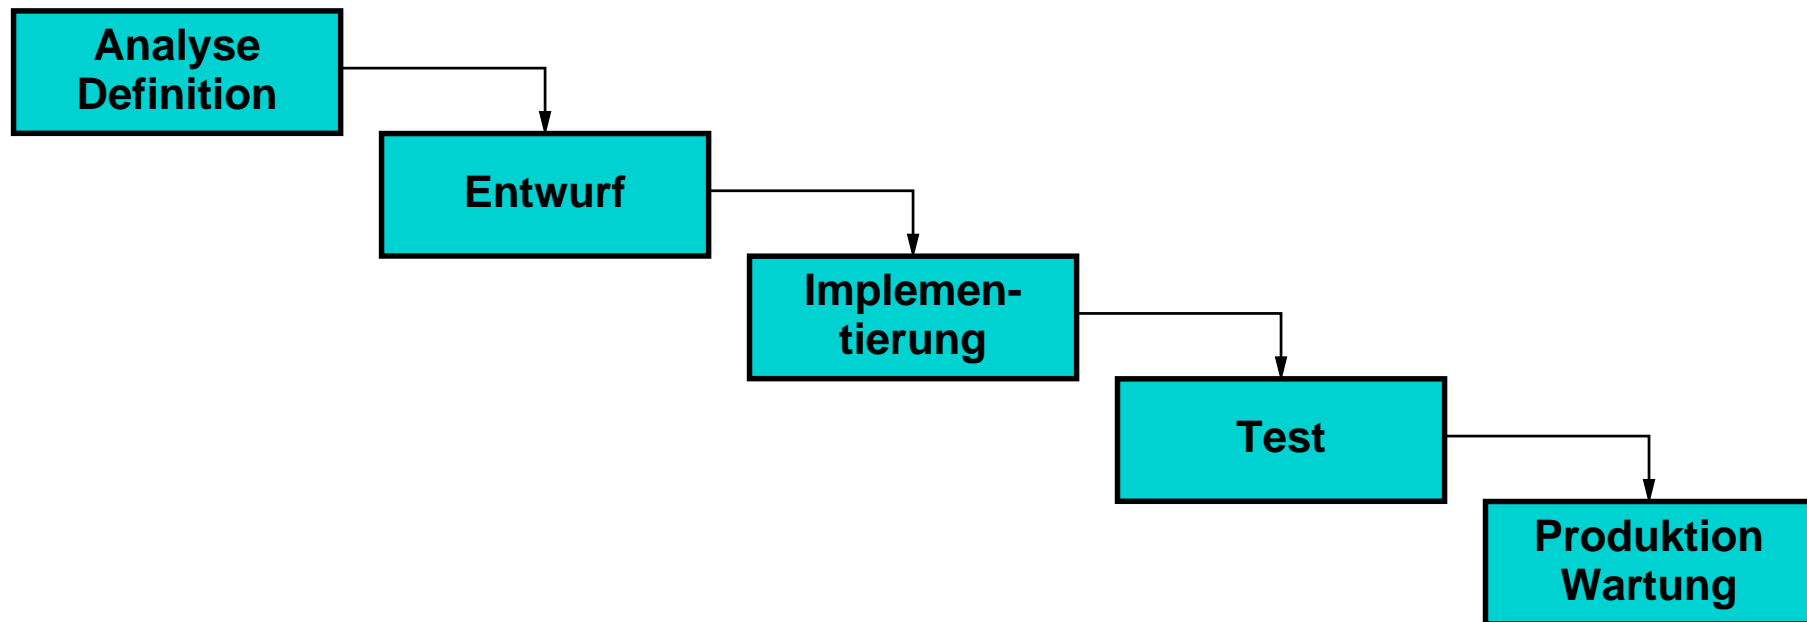 Analyse
Definition
Entwurf
Implemen-
tierung
Test
Produktion
Wartung